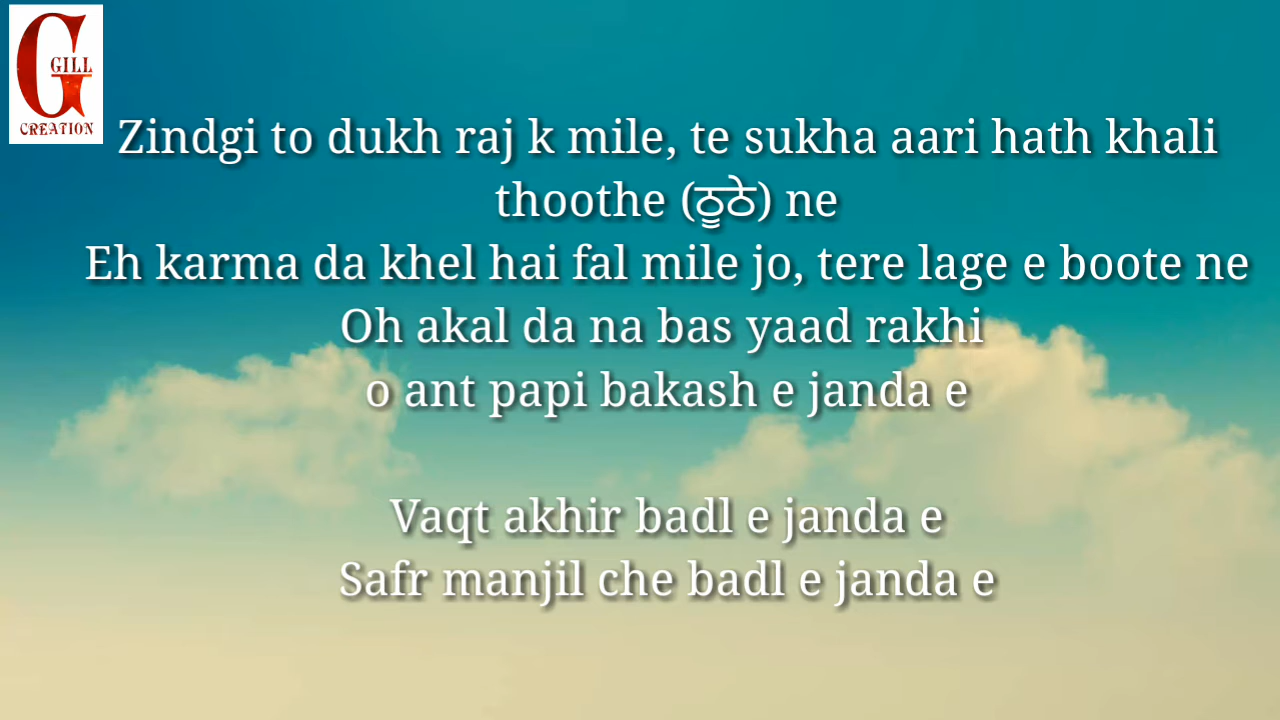 GILL
CREATION
Zindgi to dukh raj k mile, te sukha aari hath khali
thoothe (ਠੂਠੇ) ne
Eh karma da khel hai fal mile jo, tere lage e boote ne
Oh akal da na bas yaad rakhi
o ant papi bakash e janda e
Vaqt akhir badl e janda e
Safr manjil che badl e janda e